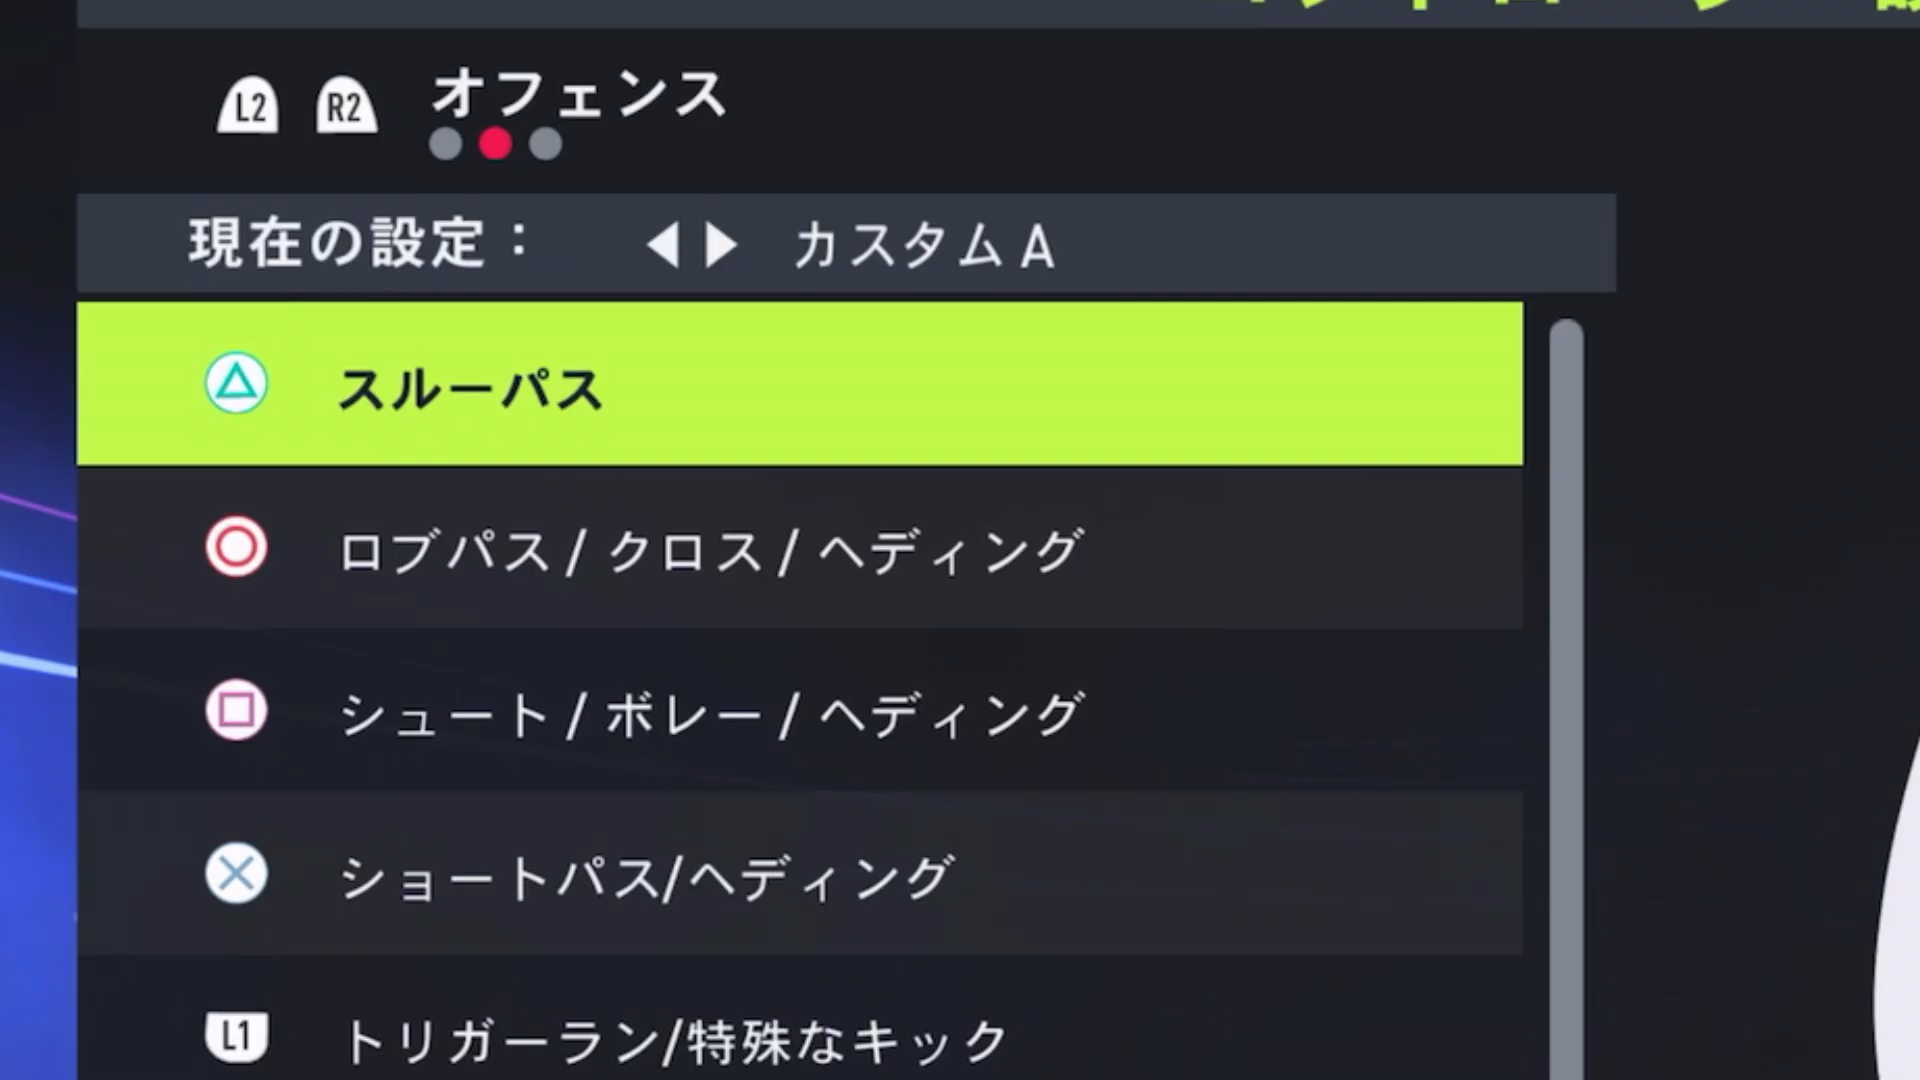 L2 R2 オフェンス
現在の設定： カスタム A
スルーパス
ロブパス / クロス / ヘディング
シュート / ボレー / ヘディング
ショートパス/ヘディング
L1 トリガーラン/特殊なキック